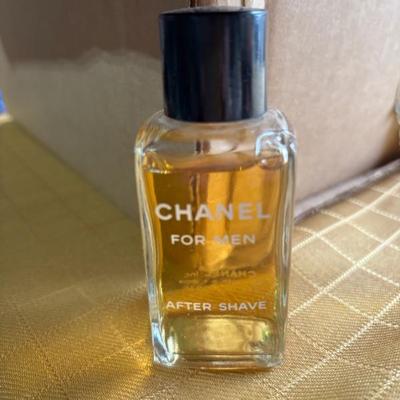 CHANEL
FOR MEN
AFTER SHAVE